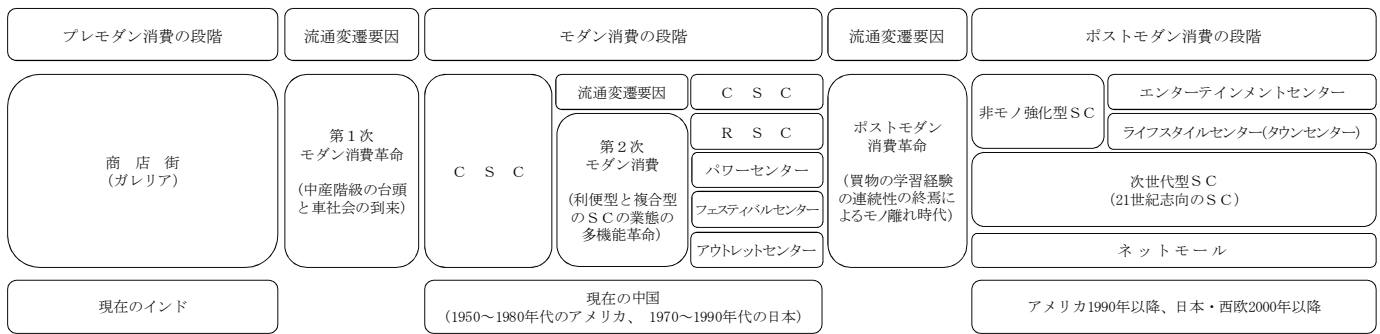 プレモダン消費の段階
流通変遷要因
モダン消費の段階
流通変遷要因
ポストモダン消費の段階
商 店 街
(ガレリア)
第1次
モダン消費革命
(中産階級の台頭
と車社会の到来)
C S C
流通変遷要因
第2次
モダン消費
(利便型と複合型
のSCの業態の
多機能革命)
C S C
R S C
パワーセンター
フェスティバルセンター
アウトレットセンター
ポストモダン
消費革命
(買物の学習経験
の連続性の終焉に
よるモノ離れ時代)
非モノ強化型SC
エンターテインメントセンター
ライフスタイルセンター(タウンセンター)
次世代型SC
(21世紀志向のSC)
ネットモール
現在のインド
現在の中国
(1950〜1980年代のアメリカ、 1970〜1990年代の日本)
アメリカ1990年以降、日本・西欧2000年以降